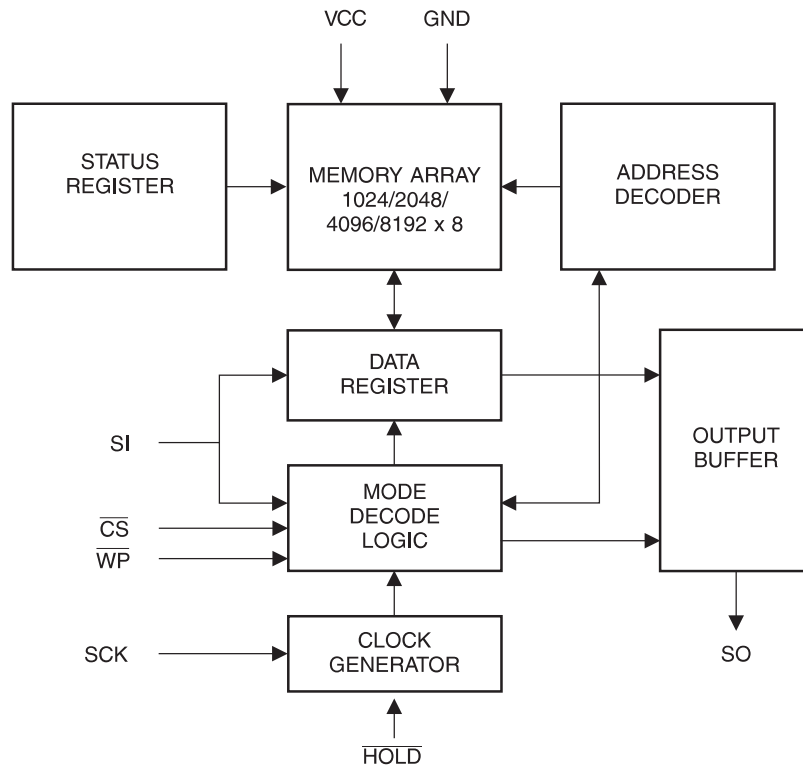 VCC GND
STATUS
REGISTER
MEMORY ARRAY
1024/2048/
4096/8192 x 8
ADDRESS
DECODER
DATA
REGISTER
SI
OUTPUT
BUFFER
MODE
DECODE
LOGIC
CS
WP
SCK
CLOCK
GENERATOR
SO
HOLD